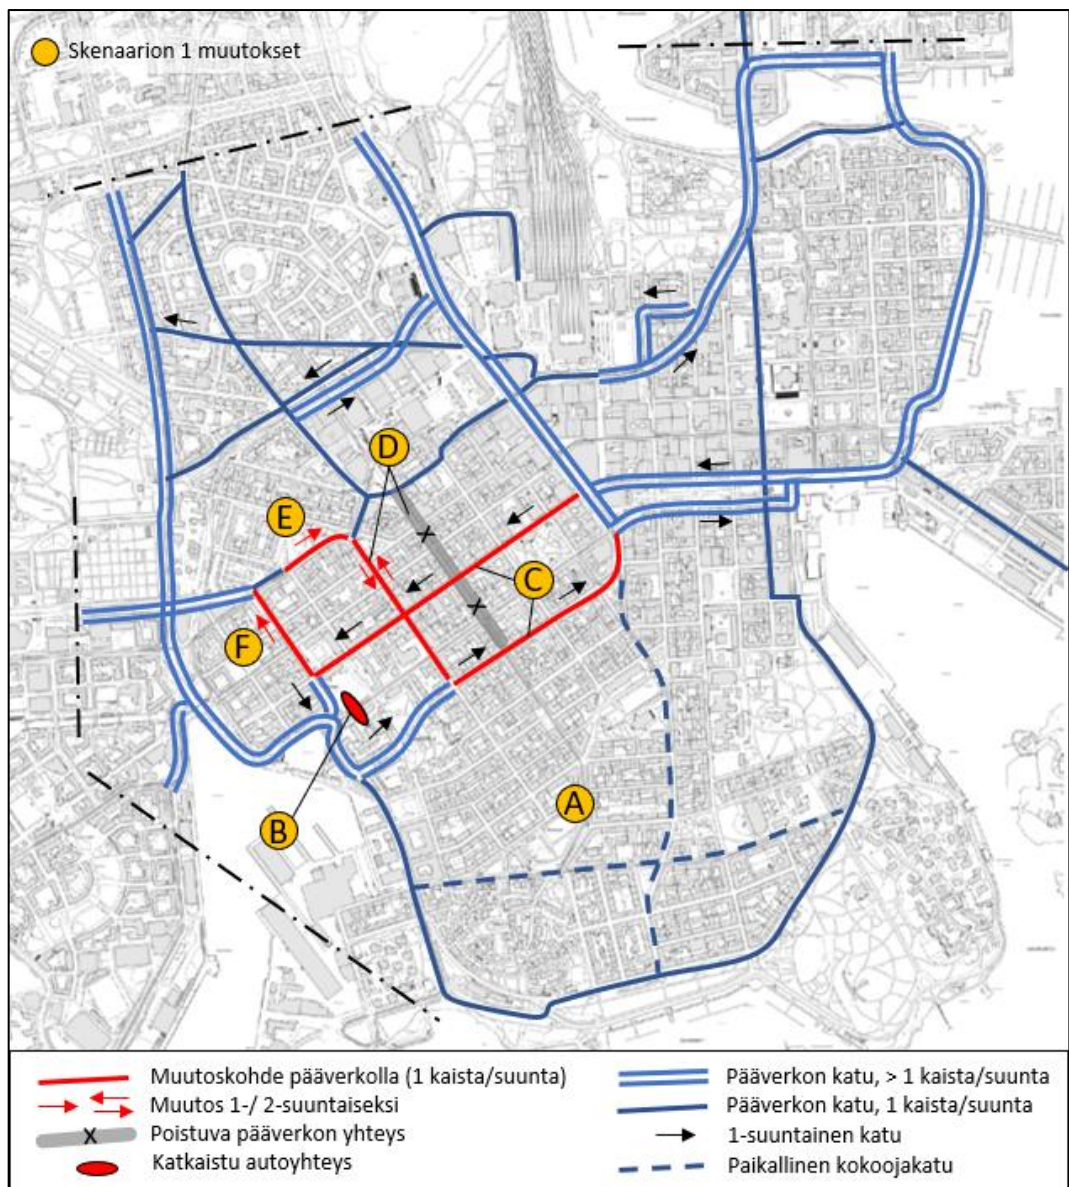 Skenaarion 1 muutokset
D
E
C
F
B
A
X
X
Muutoskohde pääverkolla (1 kaista/suunta)
Muutos 1-/ 2-suuntaiseksi
X
Poistuva pääverkon yhteys
Katkaistu autoyhteys
Pääverkon katu, > 1 kaista/suunta
Pääverkon katu, 1 kaista/suunta
1-suuntainen katu
Paikallinen kokoojakatu